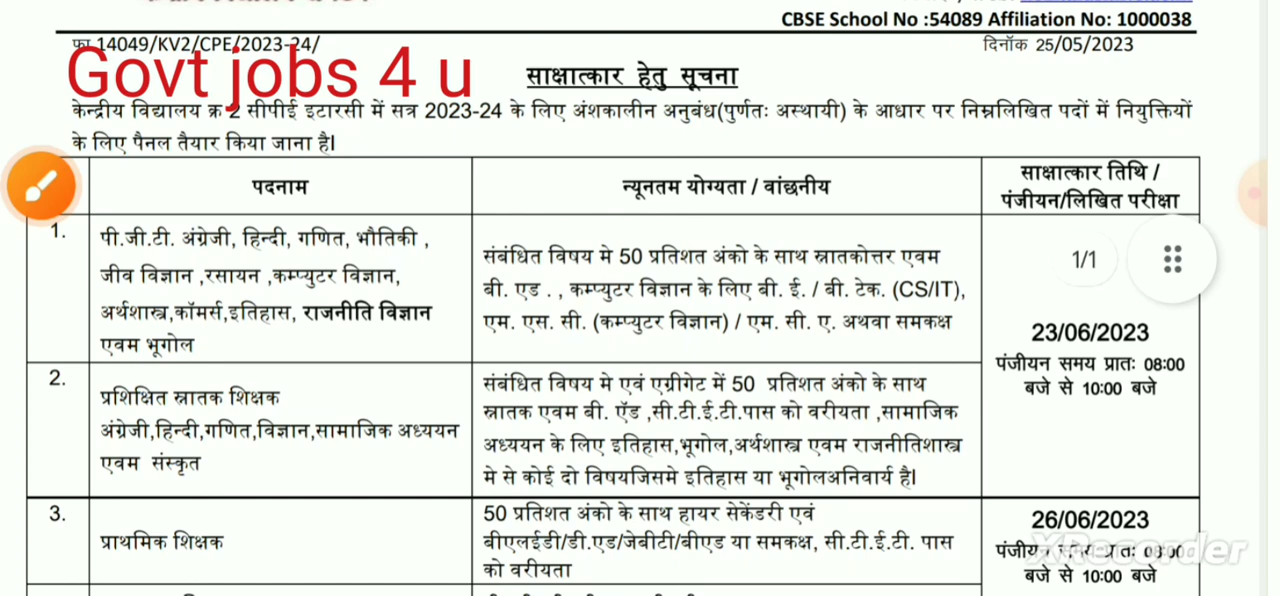 CBSE School No :54089 Affiliation No: 1000038
फा 14049/KV2/CPE/2023-24/
दिनॉक 25/05/2023
Govt jobs 4 u
साक्षात्कार हेतु सूचना
केन्द्रीय विद्यालय क्र 2 सीपीई इटारसी में सत्र 2023-24 के लिए अंशकालीन अनुबंध(पुर्णतः अस्थायी) के आधार पर निम्नलिखित पदों में नियुक्तियों
के लिए पैनल तैयार किया जाना है।
पदनाम
न्यूनतम योग्यता / वांछनीय
साक्षात्कार तिथि /
पंजीयन/लिखित परीक्षा
1.
पी.जी.टी. अंग्रेजी, हिन्दी, गणित, भौतिकी ,
जीव विज्ञान ,रसायन ,कम्प्युटर विज्ञान,
अर्थशास्त्र,कॉमर्स,इतिहास, राजनीति विज्ञान
एवम भूगोल
संबंधित विषय मे 50 प्रतिशत अंको के साथ स्नातकोत्तर एवम
बी. एड . , कम्प्युटर विज्ञान के लिए बी. ई. / बी. टेक. (CS/IT),
एम. एस. सी. (कम्प्युटर विज्ञान) / एम. सी. ए. अथवा समकक्ष
1/1
23/06/2023
पंजीयन समय प्रातः 08:00
बजे से 10:00 बजे
2.
प्रशिक्षित स्नातक शिक्षक
अंग्रेजी,हिन्दी,गणित,विज्ञान,सामाजिक अध्ययन
एवम संस्कृत
संबंधित विषय मे एवं एग्रीगेट में 50 प्रतिशत अंको के साथ
स्नातक एवम बी. ऍड ,सी.टी.ई.टी.पास को वरीयता ,सामाजिक
अध्ययन के लिए इतिहास,भूगोल,अर्थशास्त्र एवम राजनीतिशास्त्र
मे से कोई दो विषयजिसमे इतिहास या भूगोलअनिवार्य है।
3.
प्राथमिक शिक्षक
50 प्रतिशत अंको के साथ हायर सेकेंडरी एवं
बीएलईडी/डी.एड/जेबीटी/बीएड या समकक्ष, सी.टी.ई.टी. पास
को वरीयता
26/06/2023
पंजीयन समय प्रातः 08:00
बजे से 10:00 बजे
XRecorder